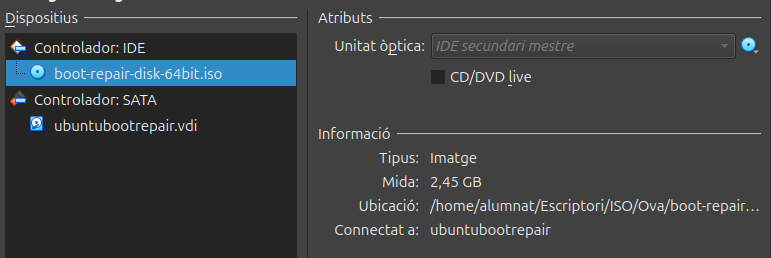 Dispositius
Controlador: IDE
boot-repair-disk-64bit.iso
Controlador: SATA
ubuntubootrepair.vdi
Atributs
Unitat òptica: IDE secundari mestre
CD/DVD live
Informació
Tipus: Imatge
Mida: 2,45 GB
Ubicació: /home/alumnat/Escriptori/ISO/Ova/boot-repair...
Connectat a: ubuntubootrepair